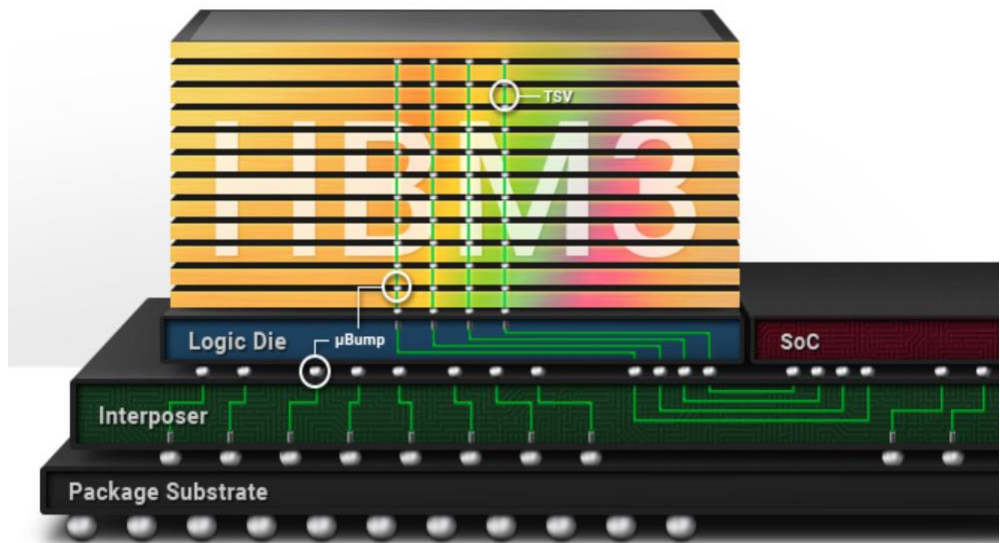 TSV
HBM3
Logic Die
µBump
SoC
Interposer
Package Substrate